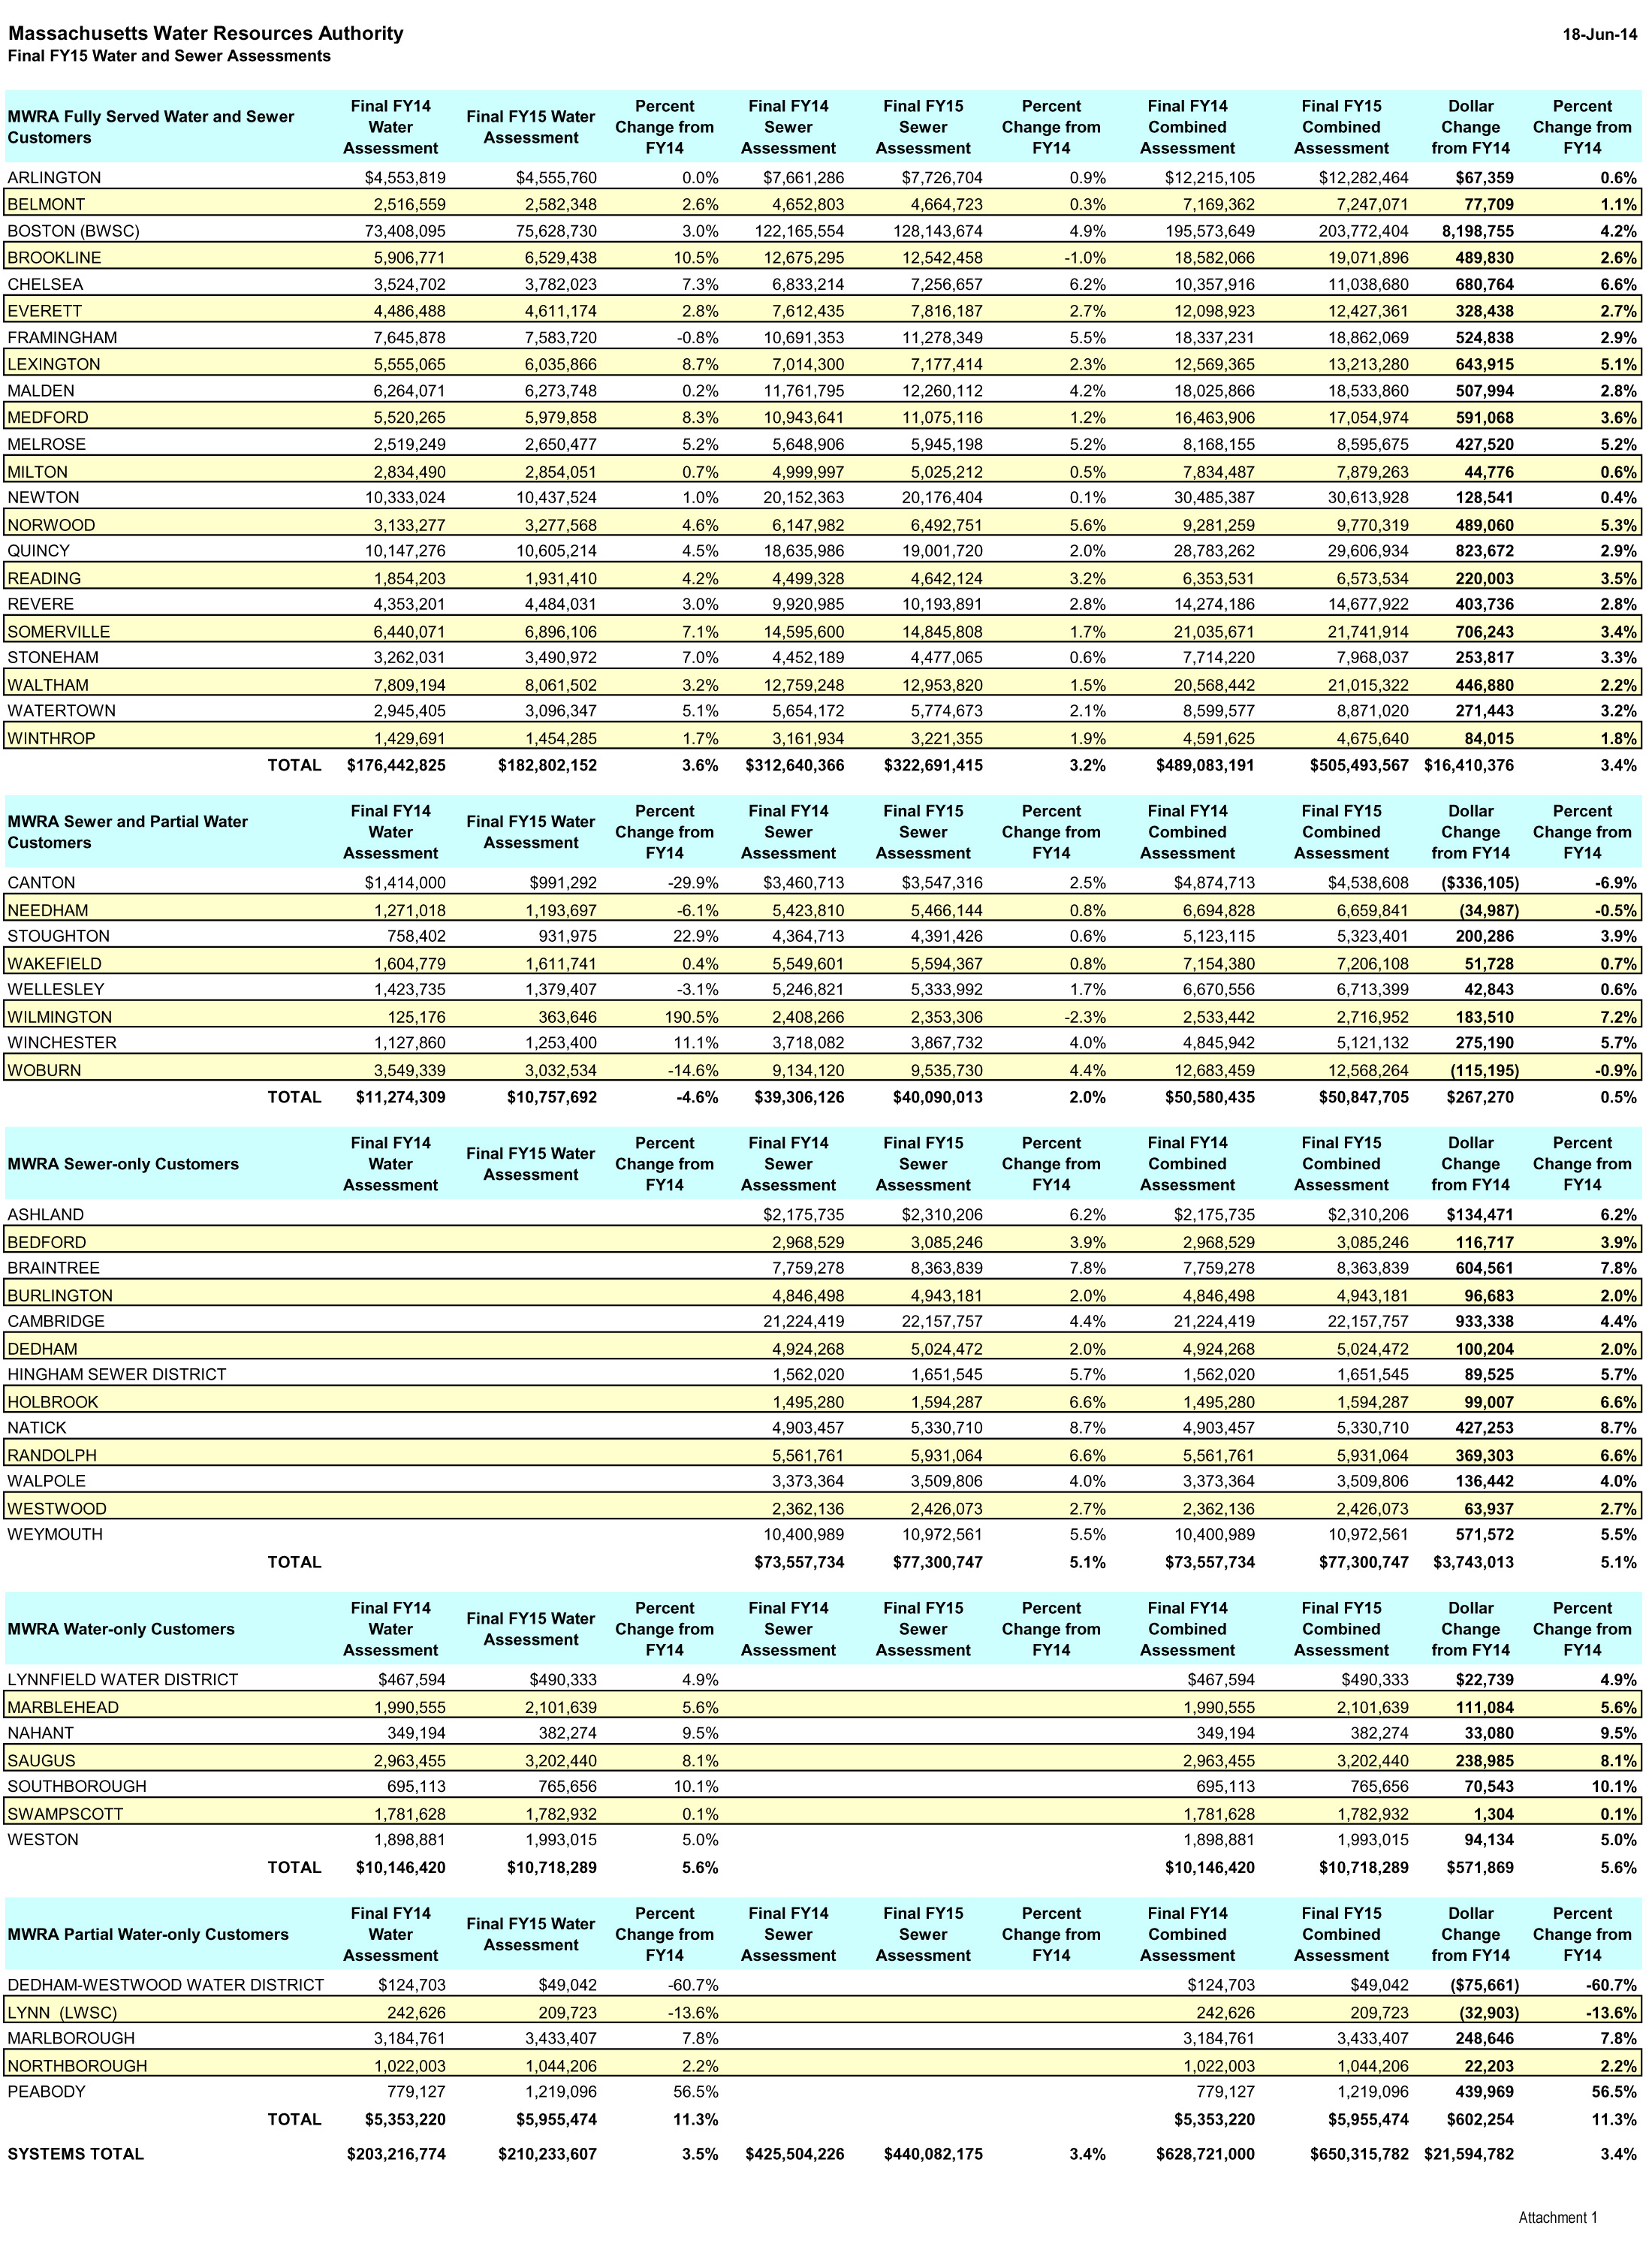 Massachusetts Water Resources Authority 18-Jun-14
Final FY15 Water and Sewer Assessments
MWRA Fully Served Water and Sewer Customers Final FY14 Water Assessment Final FY15 Water Assessment Percent Change from FY14 Final FY14 Sewer Assessment Final FY15 Sewer Assessment Percent Change from FY14 Final FY14 Combined Assessment Final FY15 Combined Assessment Dollar Change from FY14 Percent Change from FY14
ARLINGTON $4,553,819 $4,555,760 0.0% $7,661,286 $7,726,704 0.9% $12,215,105 $12,282,464 $67,359 0.6%
BELMONT 2,516,559 2,582,348 2.6% 4,652,803 4,664,723 0.3% 7,169,362 7,247,071 77,709 1.1%
BOSTON (BWSC) 73,408,095 75,628,730 3.0% 122,165,554 128,143,674 4.9% 195,573,649 203,772,404 8,198,755 4.2%
BROOKLINE 5,906,771 6,529,438 10.5% 12,675,295 12,542,458 -1.0% 18,582,066 19,071,896 489,830 2.6%
CHELSEA 3,524,702 3,782,023 7.3% 6,833,214 7,256,657 6.2% 10,357,916 11,038,680 680,764 6.6%
EVERETT 4,486,488 4,611,174 2.8% 7,612,435 7,816,187 2.7% 12,098,923 12,427,361 328,438 2.7%
FRAMINGHAM 7,645,878 7,583,720 -0.8% 10,691,353 11,278,349 5.5% 18,337,231 18,862,069 524,838 2.9%
LEXINGTON 5,555,065 6,035,866 8.7% 7,014,300 7,177,414 2.3% 12,569,365 13,213,280 643,915 5.1%
MALDEN 6,264,071 6,273,748 0.2% 11,761,795 12,260,112 4.2% 18,025,866 18,533,860 507,994 2.8%
MEDFORD 5,520,265 5,979,858 8.3% 10,943,641 11,075,116 1.2% 16,463,906 17,054,974 591,068 3.6%
MELROSE 2,519,249 2,650,477 5.2% 5,648,906 5,945,198 5.2% 8,168,155 8,595,675 427,520 5.2%
MILTON 2,834,490 2,854,051 0.7% 4,999,997 5,025,212 0.5% 7,834,487 7,879,263 44,776 0.6%
NEWTON 10,333,024 10,437,524 1.0% 20,152,363 20,176,404 0.1% 30,485,387 30,613,928 128,541 0.4%
NORWOOD 3,133,277 3,277,568 4.6% 6,147,982 6,492,751 5.6% 9,281,259 9,770,319 489,060 5.3%
QUINCY 10,147,276 10,605,214 4.5% 18,635,986 19,001,720 2.0% 28,783,262 29,606,934 823,672 2.9%
READING 1,854,203 1,931,410 4.2% 4,499,328 4,642,124 3.2% 6,353,531 6,573,534 220,003 3.5%
REVERE 4,353,201 4,484,031 3.0% 9,920,985 10,193,891 2.8% 14,274,186 14,677,922 403,736 2.8%
SOMERVILLE 6,440,071 6,896,106 7.1% 14,595,600 14,845,808 1.7% 21,035,671 21,741,914 706,243 3.4%
STONEHAM 3,262,031 3,490,972 7.0% 4,452,189 4,477,065 0.6% 7,714,220 7,968,037 253,817 3.3%
WALTHAM 7,809,194 8,061,502 3.2% 12,759,248 12,953,820 1.5% 20,568,442 21,015,322 446,880 2.2%
WATERTOWN 2,945,405 3,096,347 5.1% 5,654,172 5,774,673 2.1% 8,599,577 8,871,020 271,443 3.2%
WINTHROP 1,429,691 1,454,285 1.7% 3,161,934 3,221,355 1.9% 4,591,625 4,675,640 84,015 1.8%
TOTAL $176,442,825 $182,802,152 3.6% $312,640,366 $322,691,415 3.2% $489,083,191 $505,493,567 $16,410,376 3.4%
MWRA Sewer and Partial Water Customers Final FY14 Water Assessment Final FY15 Water Assessment Percent Change from FY14 Final FY14 Sewer Assessment Final FY15 Sewer Assessment Percent Change from FY14 Final FY14 Combined Assessment Final FY15 Combined Assessment Dollar Change from FY14 Percent Change from FY14
CANTON $1,414,000 $991,292 -29.9% $3,460,713 $3,547,316 2.5% $4,874,713 $4,538,608 ($336,105) -6.9%
NEEDHAM 1,271,018 1,193,697 -6.1% 5,423,810 5,466,144 0.8% 6,694,828 6,659,841 (34,987) -0.5%
STOUGHTON 758,402 931,975 22.9% 4,364,713 4,391,426 0.6% 5,123,115 5,323,401 200,286 3.9%
WAKEFIELD 1,604,779 1,611,741 0.4% 5,549,601 5,594,367 0.8% 7,154,380 7,206,108 51,728 0.7%
WELLESLEY 1,423,735 1,379,407 -3.1% 5,246,821 5,333,992 1.7% 6,670,556 6,713,399 42,843 0.6%
WILMINGTON 125,176 363,646 190.5% 2,408,266 2,353,306 -2.3% 2,533,442 2,716,952 183,510 7.2%
WINCHESTER 1,127,860 1,253,400 11.1% 3,718,082 3,867,732 4.0% 4,845,942 5,121,132 275,190 5.7%
WOBURN 3,549,339 3,032,534 -14.6% 9,134,120 9,535,730 4.4% 12,683,459 12,568,264 (115,195) -0.9%
TOTAL $11,274,309 $10,757,692 -4.6% $39,306,126 $40,090,013 2.0% $50,580,435 $50,847,705 $267,270 0.5%
MWRA Sewer-only Customers Final FY14 Water Assessment Final FY15 Water Assessment Percent Change from FY14 Final FY14 Sewer Assessment Final FY15 Sewer Assessment Percent Change from FY14 Final FY14 Combined Assessment Final FY15 Combined Assessment Dollar Change from FY14 Percent Change from FY14
ASHLAND $2,175,735 $2,310,206 6.2% $2,175,735 $2,310,206 $134,471 6.2%
BEDFORD 2,968,529 3,085,246 3.9% 2,968,529 3,085,246 116,717 3.9%
BRAINTREE 7,759,278 8,363,839 7.8% 7,759,278 8,363,839 604,561 7.8%
BURLINGTON 4,846,498 4,943,181 2.0% 4,846,498 4,943,181 96,683 2.0%
CAMBRIDGE 21,224,419 22,157,757 4.4% 21,224,419 22,157,757 933,338 4.4%
DEDHAM 4,924,268 5,024,472 2.0% 4,924,268 5,024,472 100,204 2.0%
HINGHAM SEWER DISTRICT 1,562,020 1,651,545 5.7% 1,562,020 1,651,545 89,525 5.7%
HOLBROOK 1,495,280 1,594,287 6.6% 1,495,280 1,594,287 99,007 6.6%
NATICK 4,903,457 5,330,710 8.7% 4,903,457 5,330,710 427,253 8.7%
RANDOLPH 5,561,761 5,931,064 6.6% 5,561,761 5,931,064 369,303 6.6%
WALPOLE 3,373,364 3,509,806 4.0% 3,373,364 3,509,806 136,442 4.0%
WESTWOOD 2,362,136 2,426,073 2.7% 2,362,136 2,426,073 63,937 2.7%
WEYMOUTH 10,400,989 10,972,561 5.5% 10,400,989 10,972,561 571,572 5.5%
TOTAL $73,557,734 $77,300,747 5.1% $73,557,734 $77,300,747 $3,743,013 5.1%
MWRA Water-only Customers Final FY14 Water Assessment Final FY15 Water Assessment Percent Change from FY14 Final FY14 Sewer Assessment Final FY15 Sewer Assessment Percent Change from FY14 Final FY14 Combined Assessment Final FY15 Combined Assessment Dollar Change from FY14 Percent Change from FY14
LYNNFIELD WATER DISTRICT $467,594 $490,333 4.9% $467,594 $490,333 $22,739 4.9%
MARBLEHEAD 1,990,555 2,101,639 5.6% 1,990,555 2,101,639 111,084 5.6%
NAHANT 349,194 382,274 9.5% 349,194 382,274 33,080 9.5%
SAUGUS 2,963,455 3,202,440 8.1% 2,963,455 3,202,440 238,985 8.1%
SOUTHBOROUGH 695,113 765,656 10.1% 695,113 765,656 70,543 10.1%
SWAMPSCOTT 1,781,628 1,782,932 0.1% 1,781,628 1,782,932 1,304 0.1%
WESTON 1,898,881 1,993,015 5.0% 1,898,881 1,993,015 94,134 5.0%
TOTAL $10,146,420 $10,718,289 5.6% $10,146,420 $10,718,289 $571,869 5.6%
MWRA Partial Water-only Customers Final FY14 Water Assessment Final FY15 Water Assessment Percent Change from FY14 Final FY14 Sewer Assessment Final FY15 Sewer Assessment Percent Change from FY14 Final FY14 Combined Assessment Final FY15 Combined Assessment Dollar Change from FY14 Percent Change from FY14
DEDHAM-WESTWOOD WATER DISTRICT $124,703 $49,042 -60.7% $124,703 $49,042 ($75,661) -60.7%
LYNN (LWSC) 242,626 209,723 -13.6% 242,626 209,723 (32,903) -13.6%
MARLBOROUGH 3,184,761 3,433,407 7.8% 3,184,761 3,433,407 248,646 7.8%
NORTHBOROUGH 1,022,003 1,044,206 2.2% 1,022,003 1,044,206 22,203 2.2%
PEABODY 779,127 1,219,096 56.5% 779,127 1,219,096 439,969 56.5%
TOTAL $5,353,220 $5,955,474 11.3% $5,353,220 $5,955,474 $602,254 11.3%
SYSTEMS TOTAL $203,216,774 $210,233,607 3.5% $425,504,226 $440,082,175 3.4% $628,721,000 $650,315,782 $21,594,782 3.4%
Attachment 1